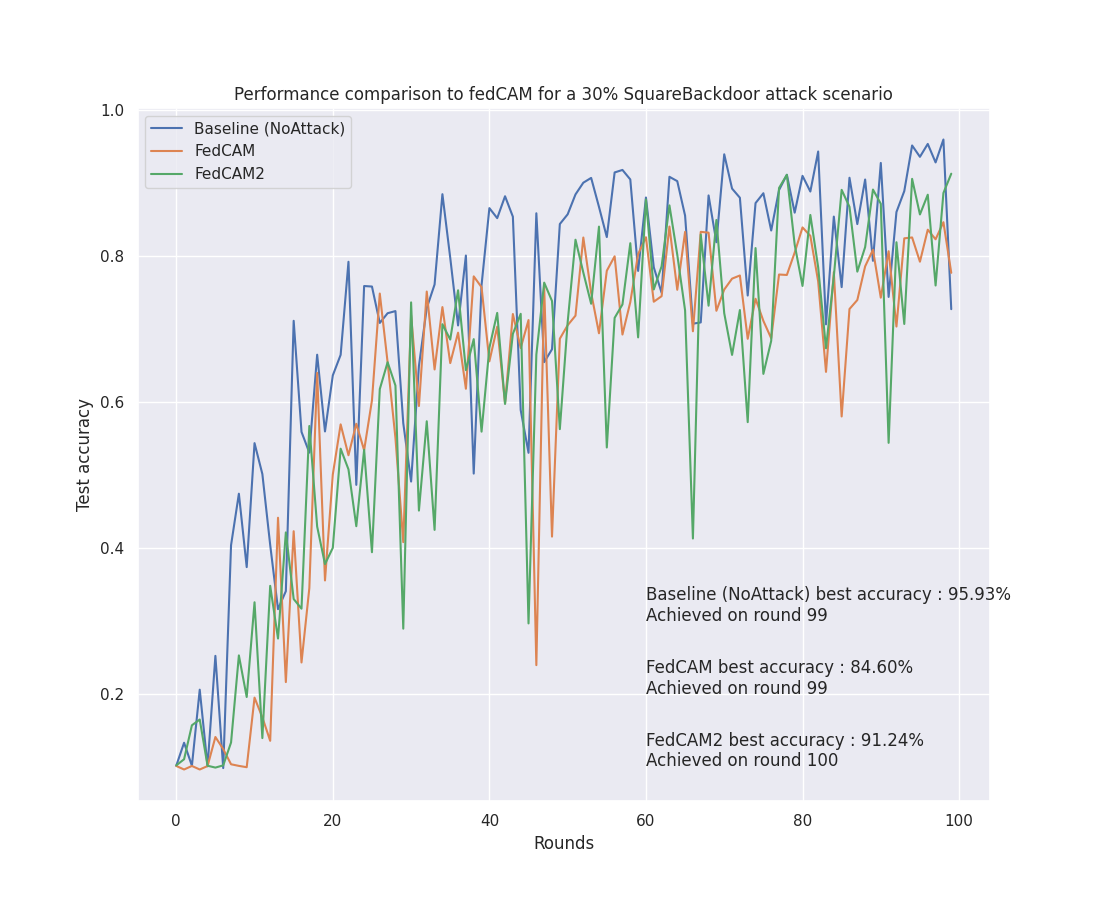 Performance comparison to fedCAM for a 30% SquareBackdoor attack scenario
1.0
0.8
0.6
0.4
0.2
Test accuracy
Baseline (NoAttack)
FedCAM
FedCAM2
Baseline (NoAttack) best accuracy : 95.93%
Achieved on round 99
FedCAM best accuracy : 84.60%
Achieved on round 99
FedCAM2 best accuracy : 91.24%
Achieved on round 100
0 20 40 60 80 100
Rounds